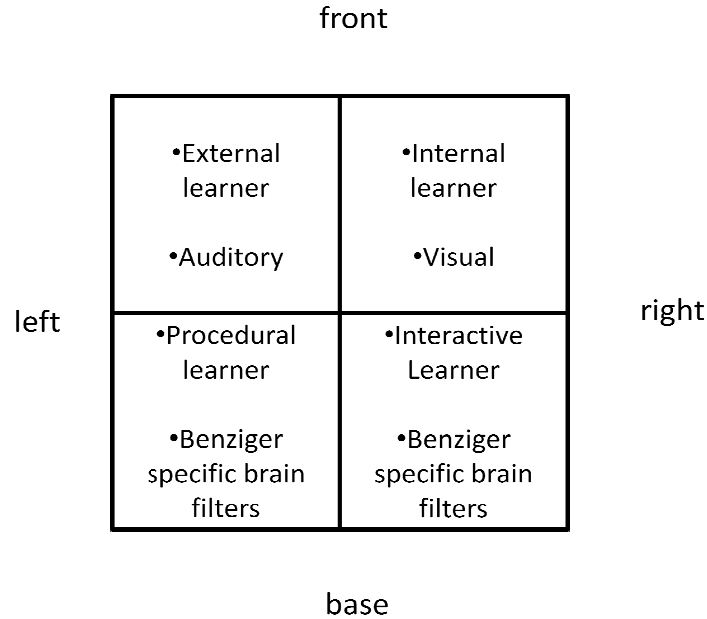 front
•External
learner
•Auditory
•Internal
learner
•Visual
left
right
•Procedural
learner
•Benziger
specific brain
filters
•Interactive
Learner
•Benziger
specific brain
filters
base